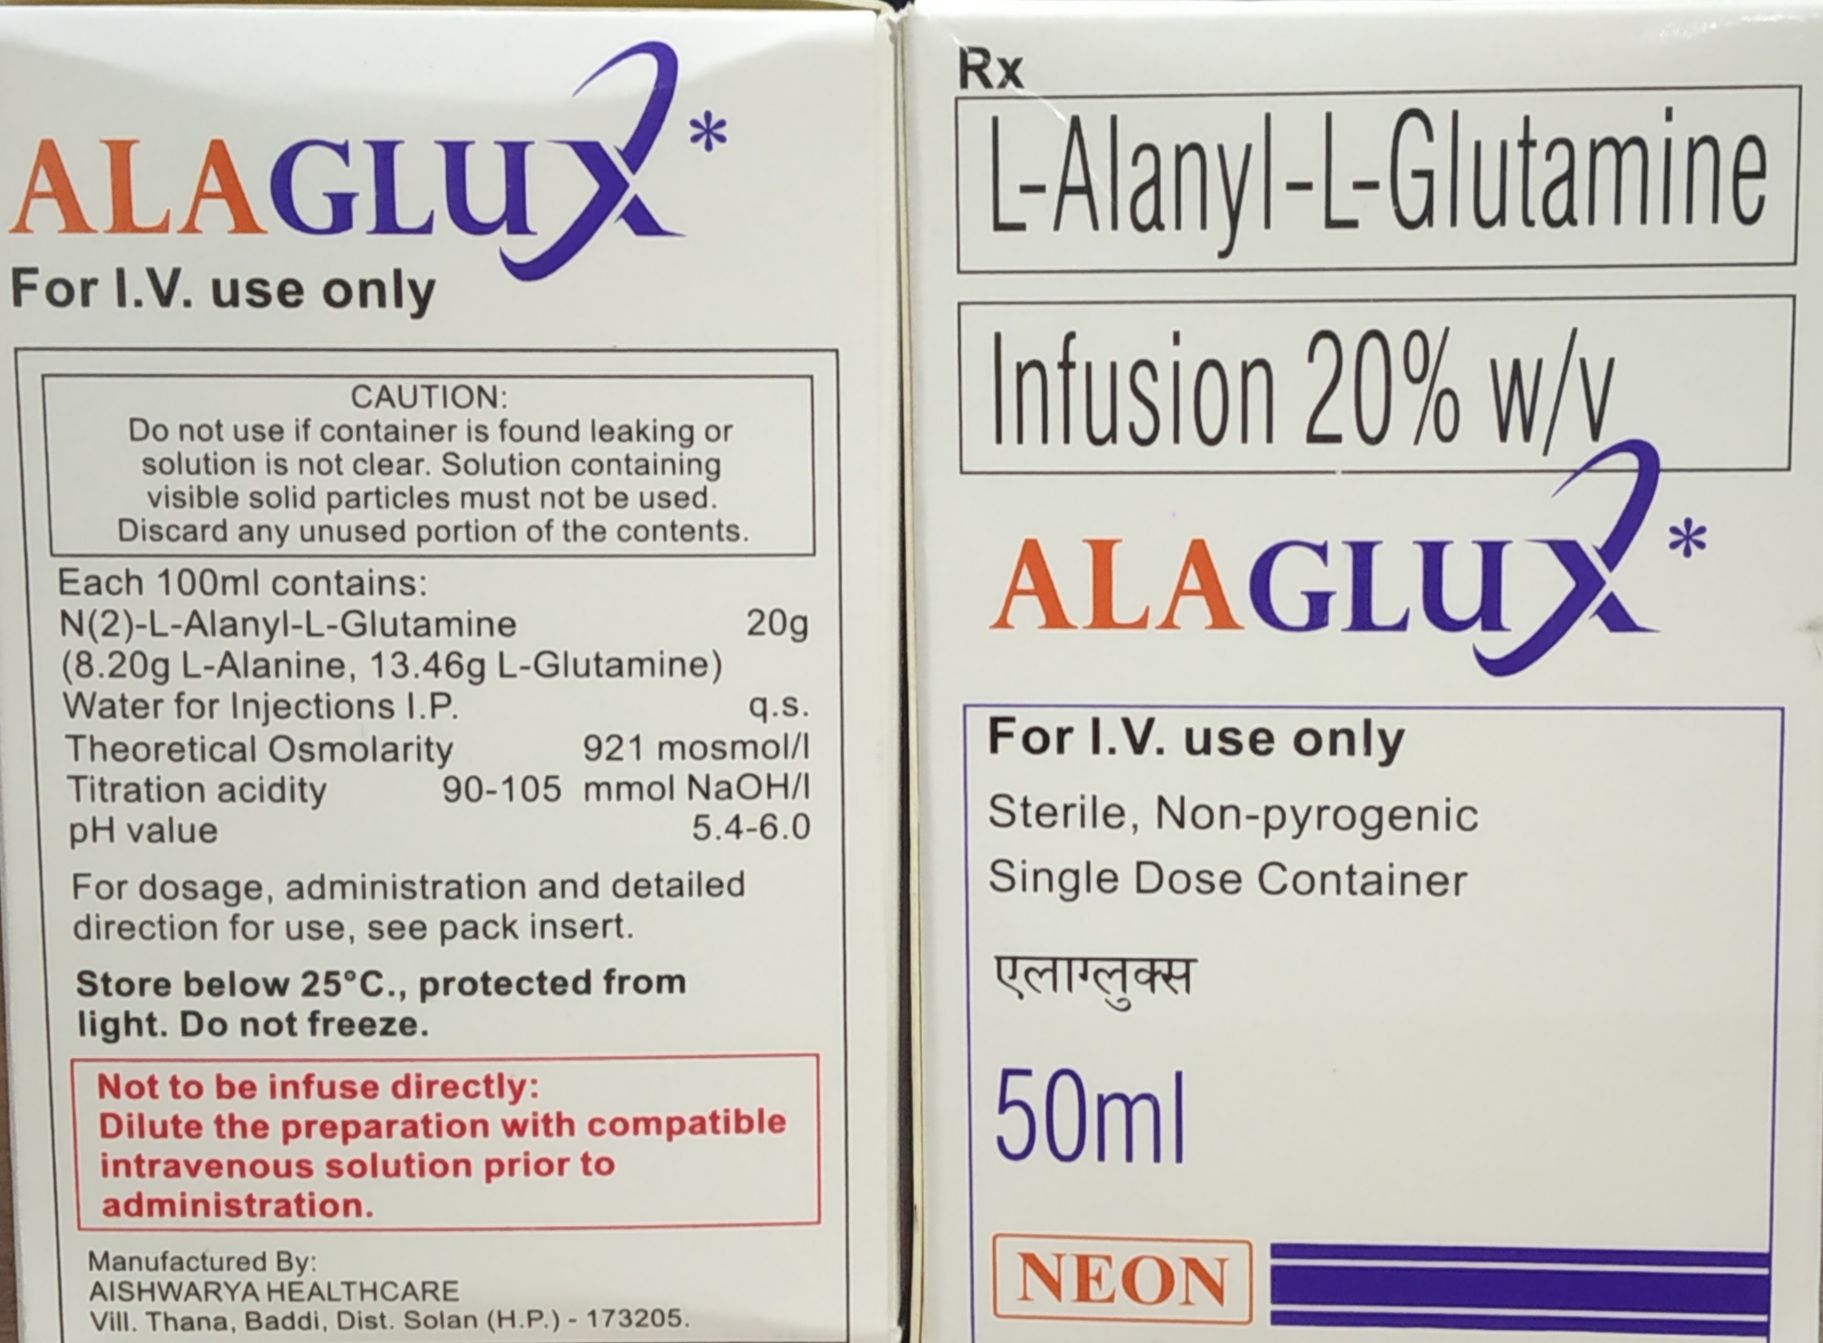 ALAGLUX*
For I.V. use only
CAUTION:
Do not use if container is found leaking or
solution is not clear. Solution containing
visible solid particles must not be used.
Discard any unused portion of the contents.
Each 100ml contains:
N(2)-L-Alanyl-L-Glutamine 20g
(8.20g L-Alanine, 13.46g L-Glutamine)
Water for Injections I.P. q.s.
Theoretical Osmolarity 921 mosmol/l
Titration acidity 90-105 mmol NaOH/l
pH value 5.4-6.0
For dosage, administration and detailed
direction for use, see pack insert.
Store below 25°C., protected from
light. Do not freeze.
Not to be infuse directly:
Dilute the preparation with compatible
intravenous solution prior to
administration.
Manufactured By:
AISHWARYA HEALTHCARE
Vill. Thana, Baddi, Dist. Solan (H.P.) - 173205.
Rx
L-Alanyl-L-Glutamine
Infusion 20% w/v
ALAGLUX*
For I.V. use only
Sterile, Non-pyrogenic
Single Dose Container
एलाग्लुक्स
50ml
NEON